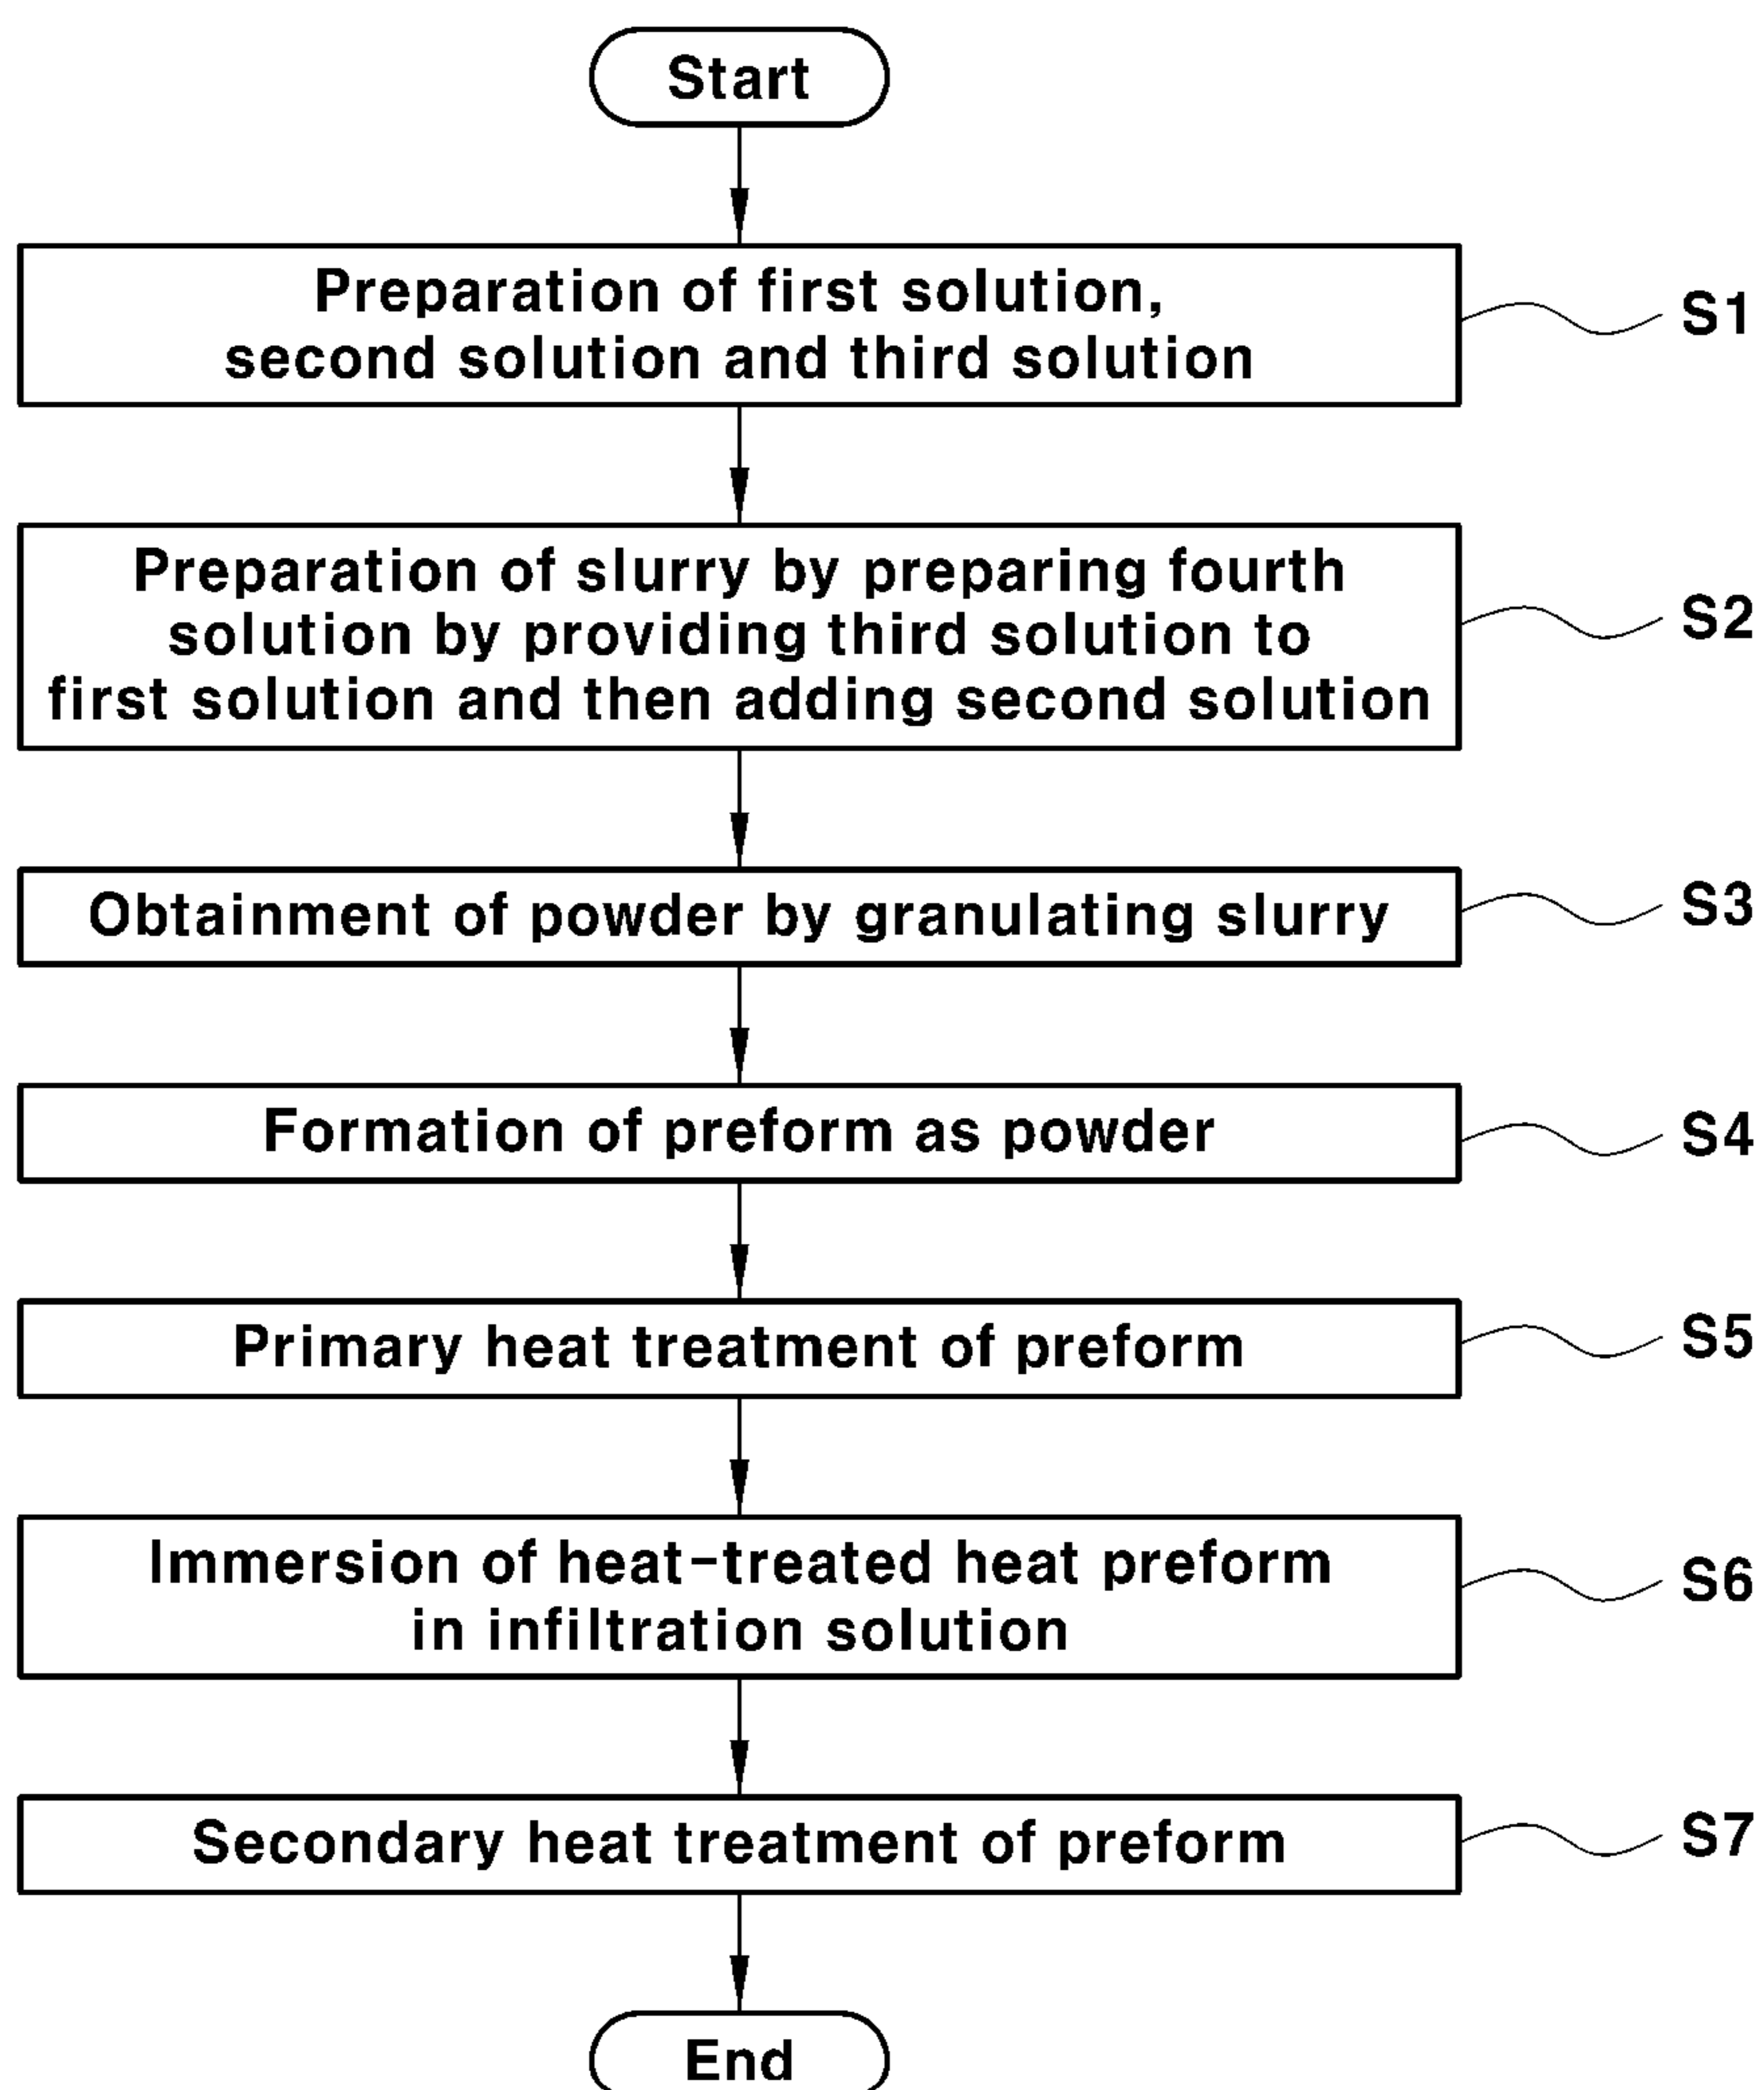 Start
Preparation of first solution,
second solution and third solution
S1
Preparation of slurry by preparing fourth
solution by providing third solution to
first solution and then adding second solution
S2
Obtainment of powder by granulating slurry
S3
Formation of preform as powder
S4
Primary heat treatment of preform
S5
Immersion of heat-treated heat preform
in infiltration solution
S6
Secondary heat treatment of preform
S7
End